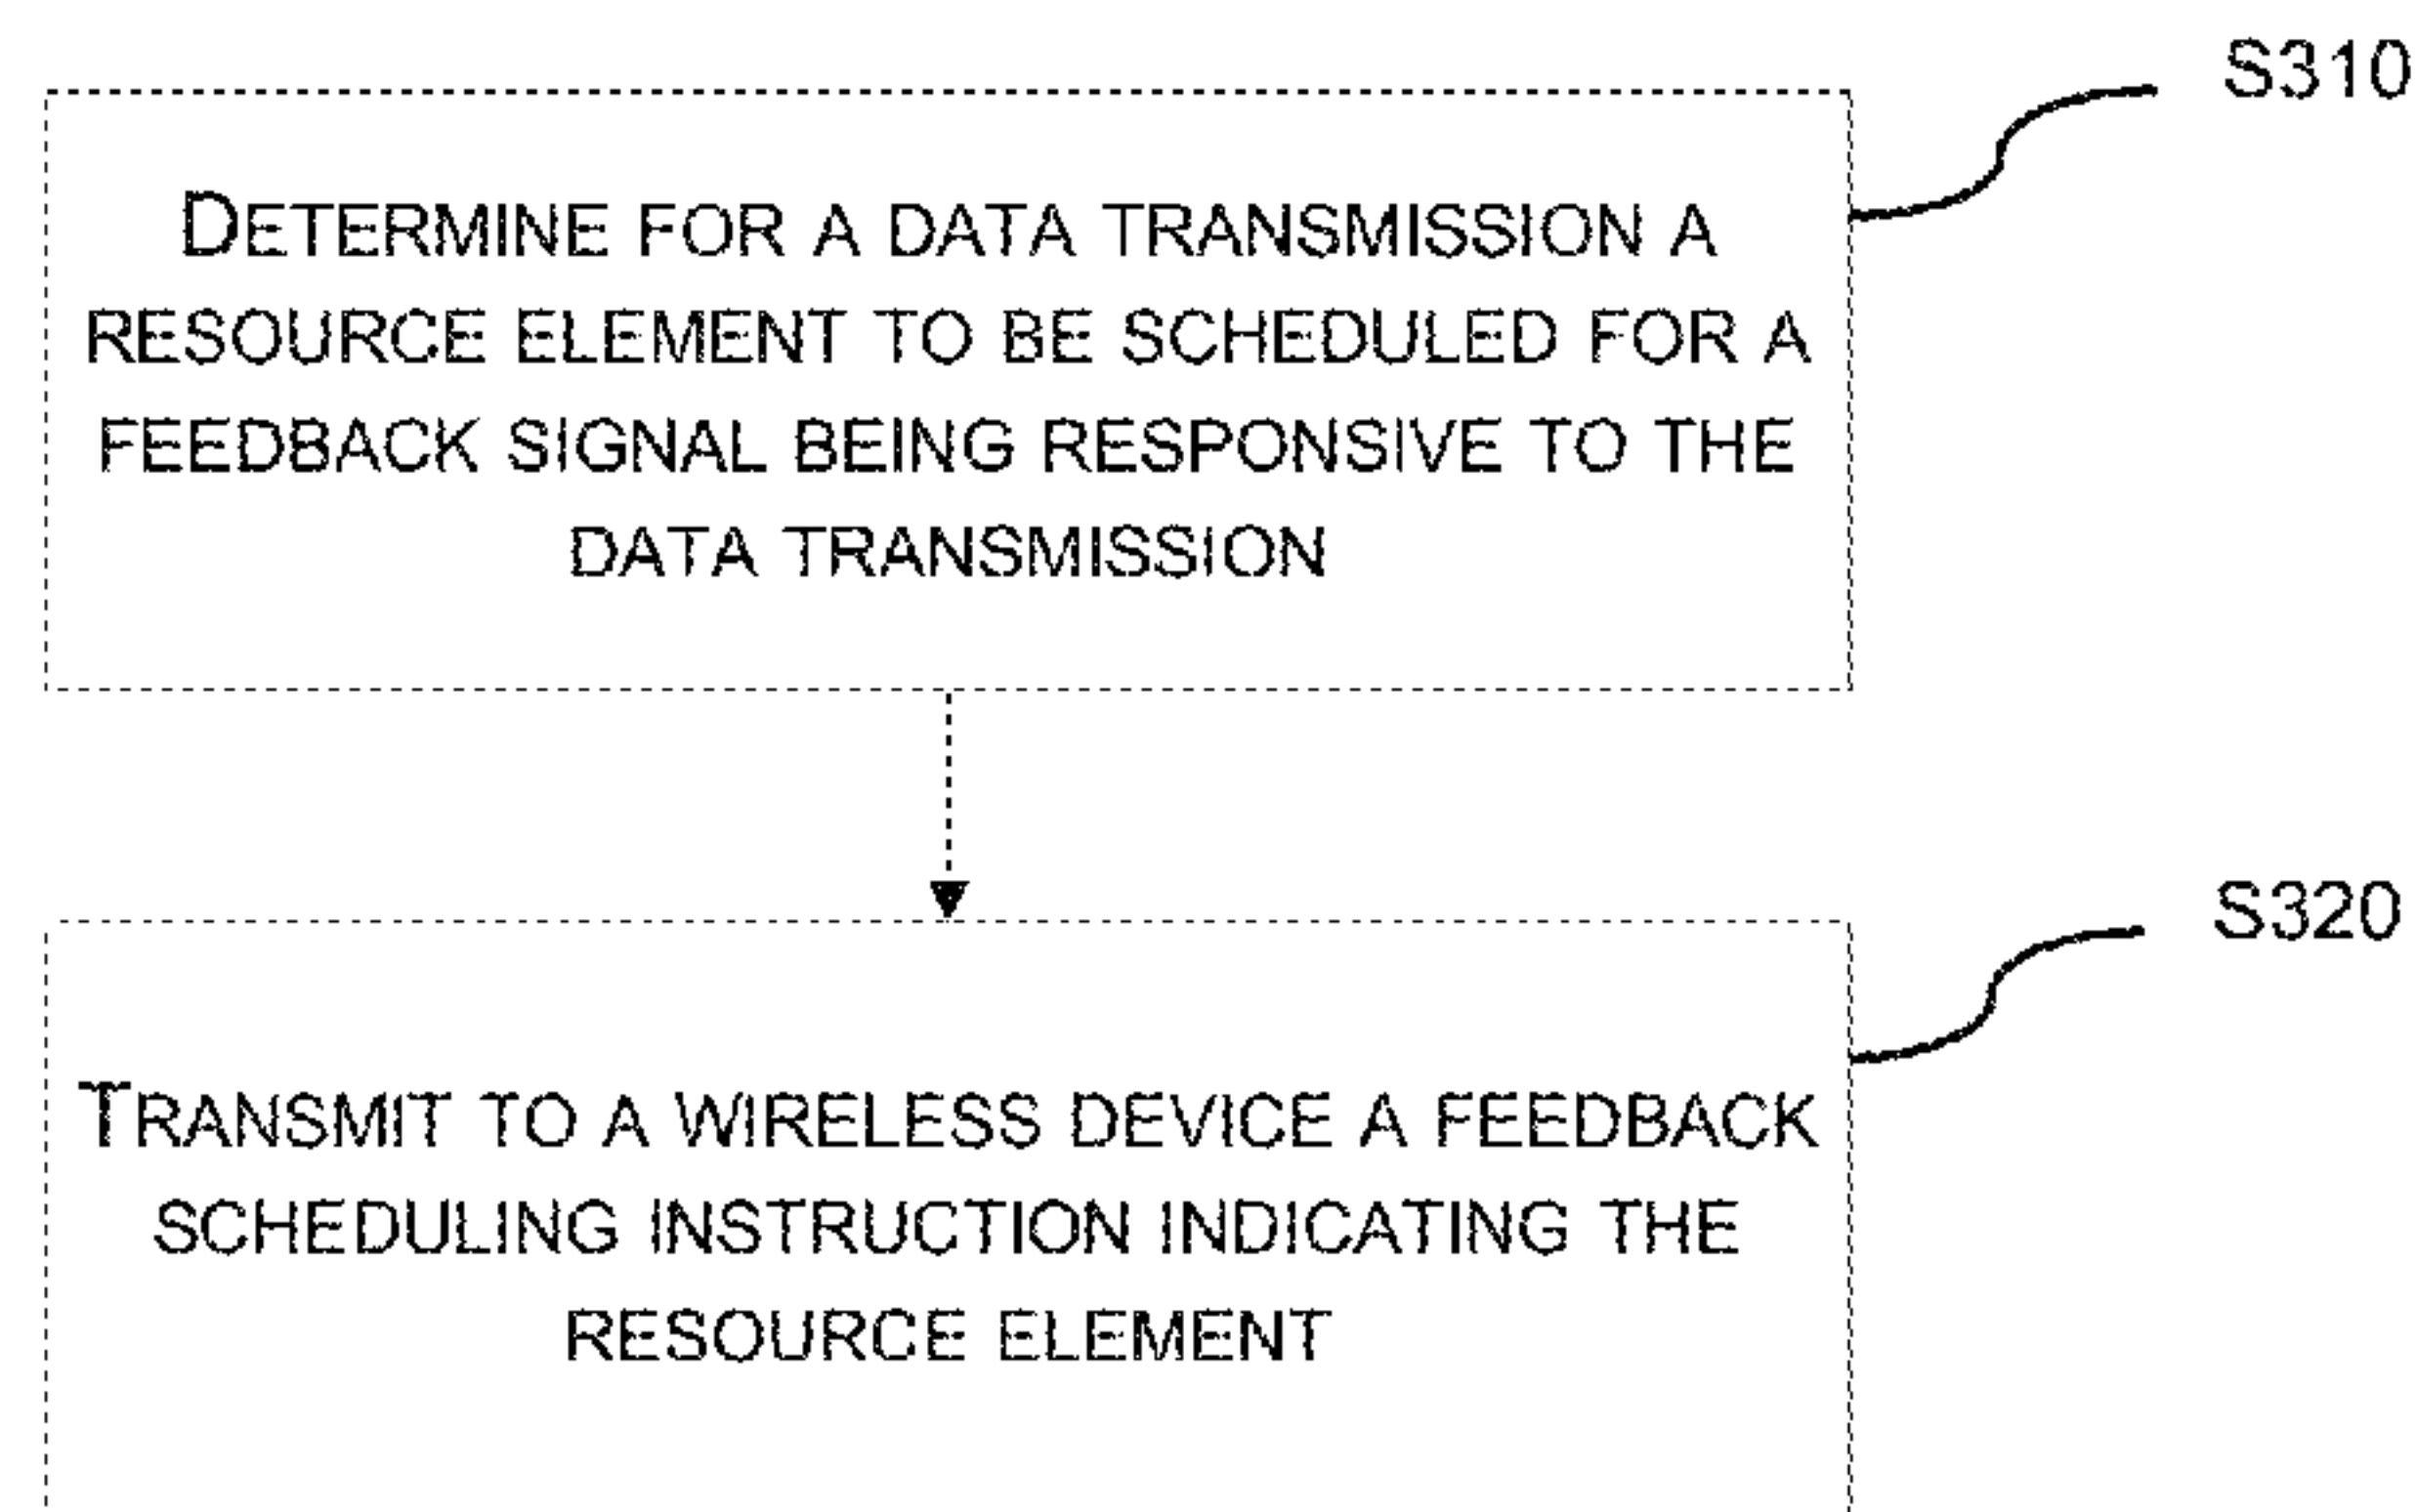 S310
DETERMINE FOR A DATA TRANSMISSION A
RESOURCE ELEMENT TO BE SCHEDULED FOR A
FEEDBACK SIGNAL BEING RESPONSIVE TO THE
DATA TRANSMISSION
S320
TRANSMIT TO A WIRELESS DEVICE A FEEDBACK
SCHEDULING INSTRUCTION INDICATING THE
RESOURCE ELEMENT